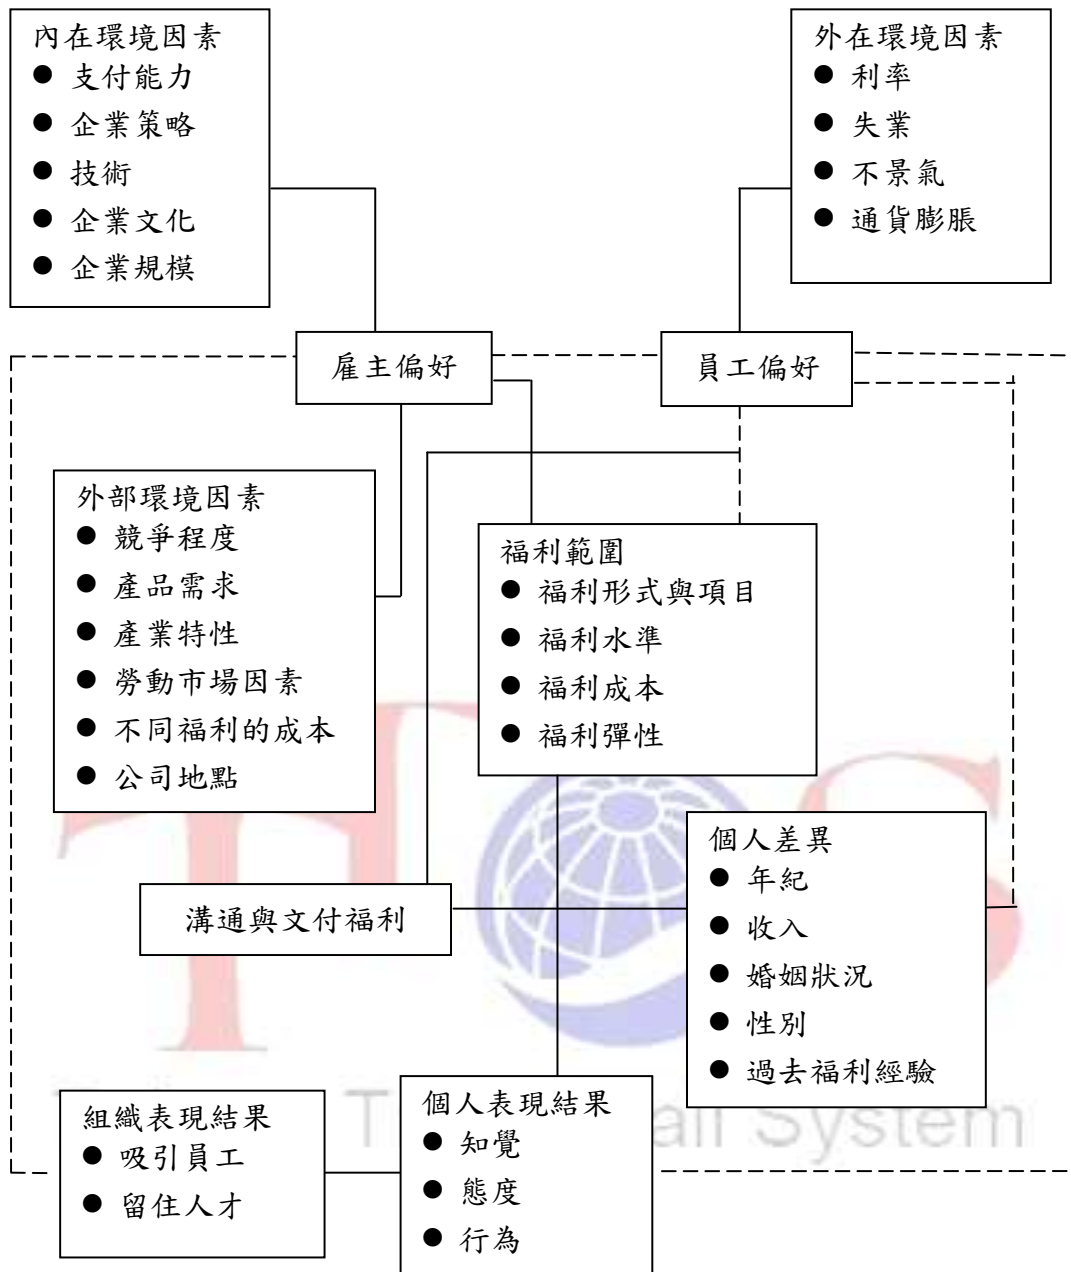 內在環境因素
● 支付能力
● 企業策略
● 技術
● 企業文化
● 企業規模
外在環境因素
● 利率
● 失業
● 不景氣
● 通貨膨脹
雇主偏好
員工偏好
外部環境因素
● 競爭程度
● 產品需求
● 產業特性
● 勞動市場因素
● 不同福利的成本
● 公司地點
福利範圍
● 福利形式與項目
● 福利水準
● 福利成本
● 福利彈性
溝通與文付福利
個人差異
● 年紀
● 收入
● 婚姻狀況
● 性別
● 過去福利經驗
組織表現結果
● 吸引員工
● 留住人才
個人表現結果
● 知覺
● 態度
● 行為
System